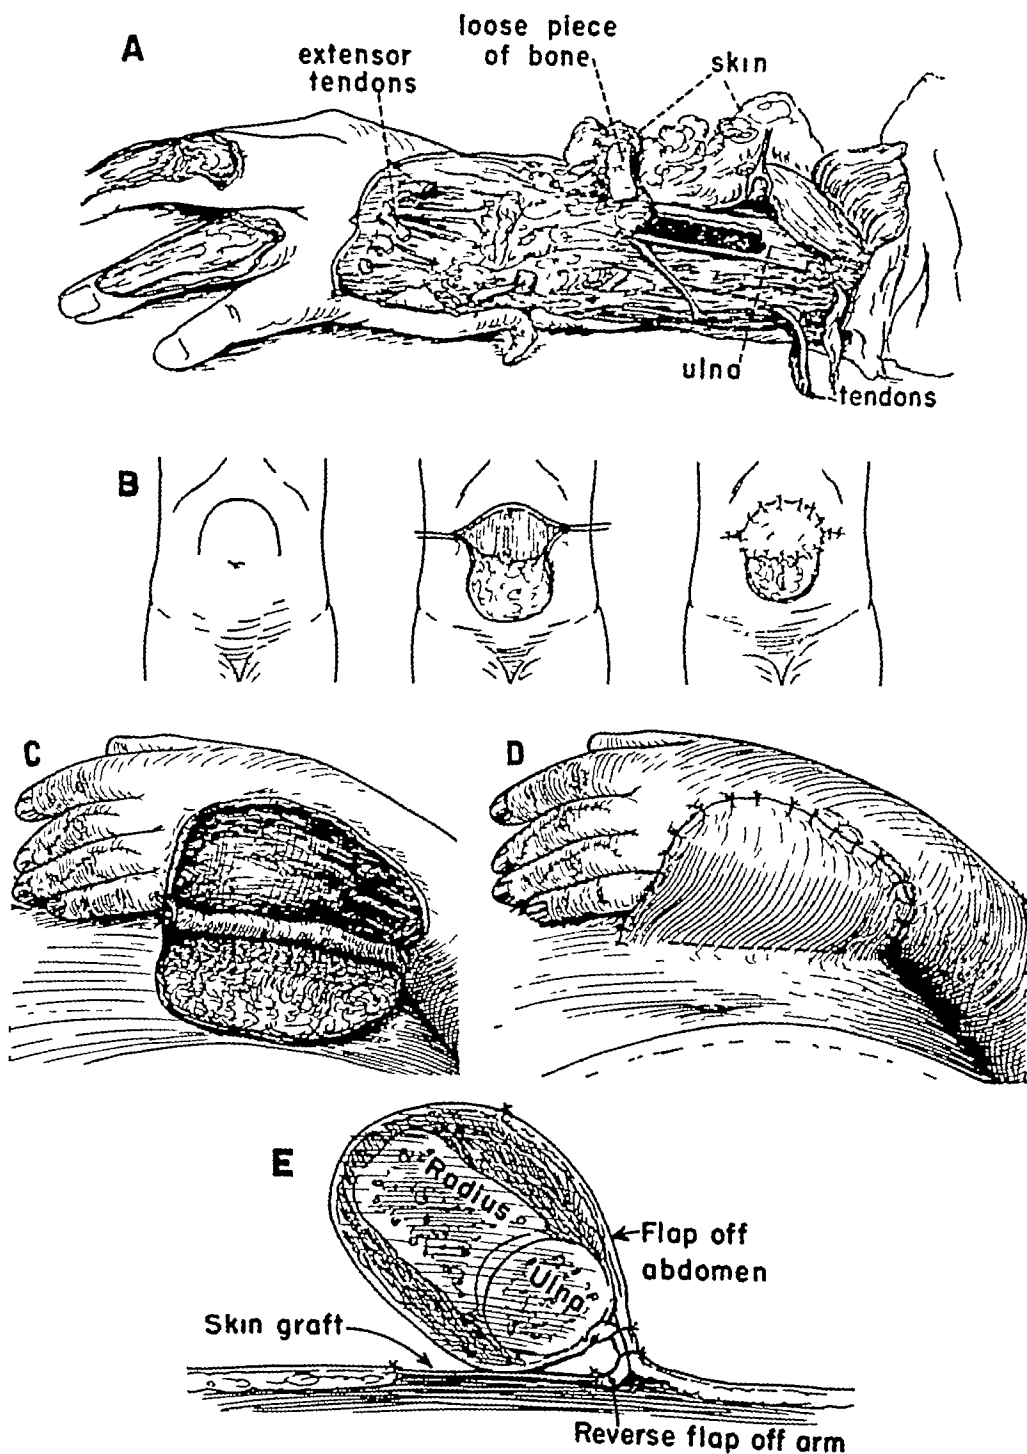 A
loose piece
of bone
extensor
tendons
skin
ulna
tendons
B
C
D
E
Radius
Flap off
abdomen
Ulna
Skin graft
Reverse flap off arm